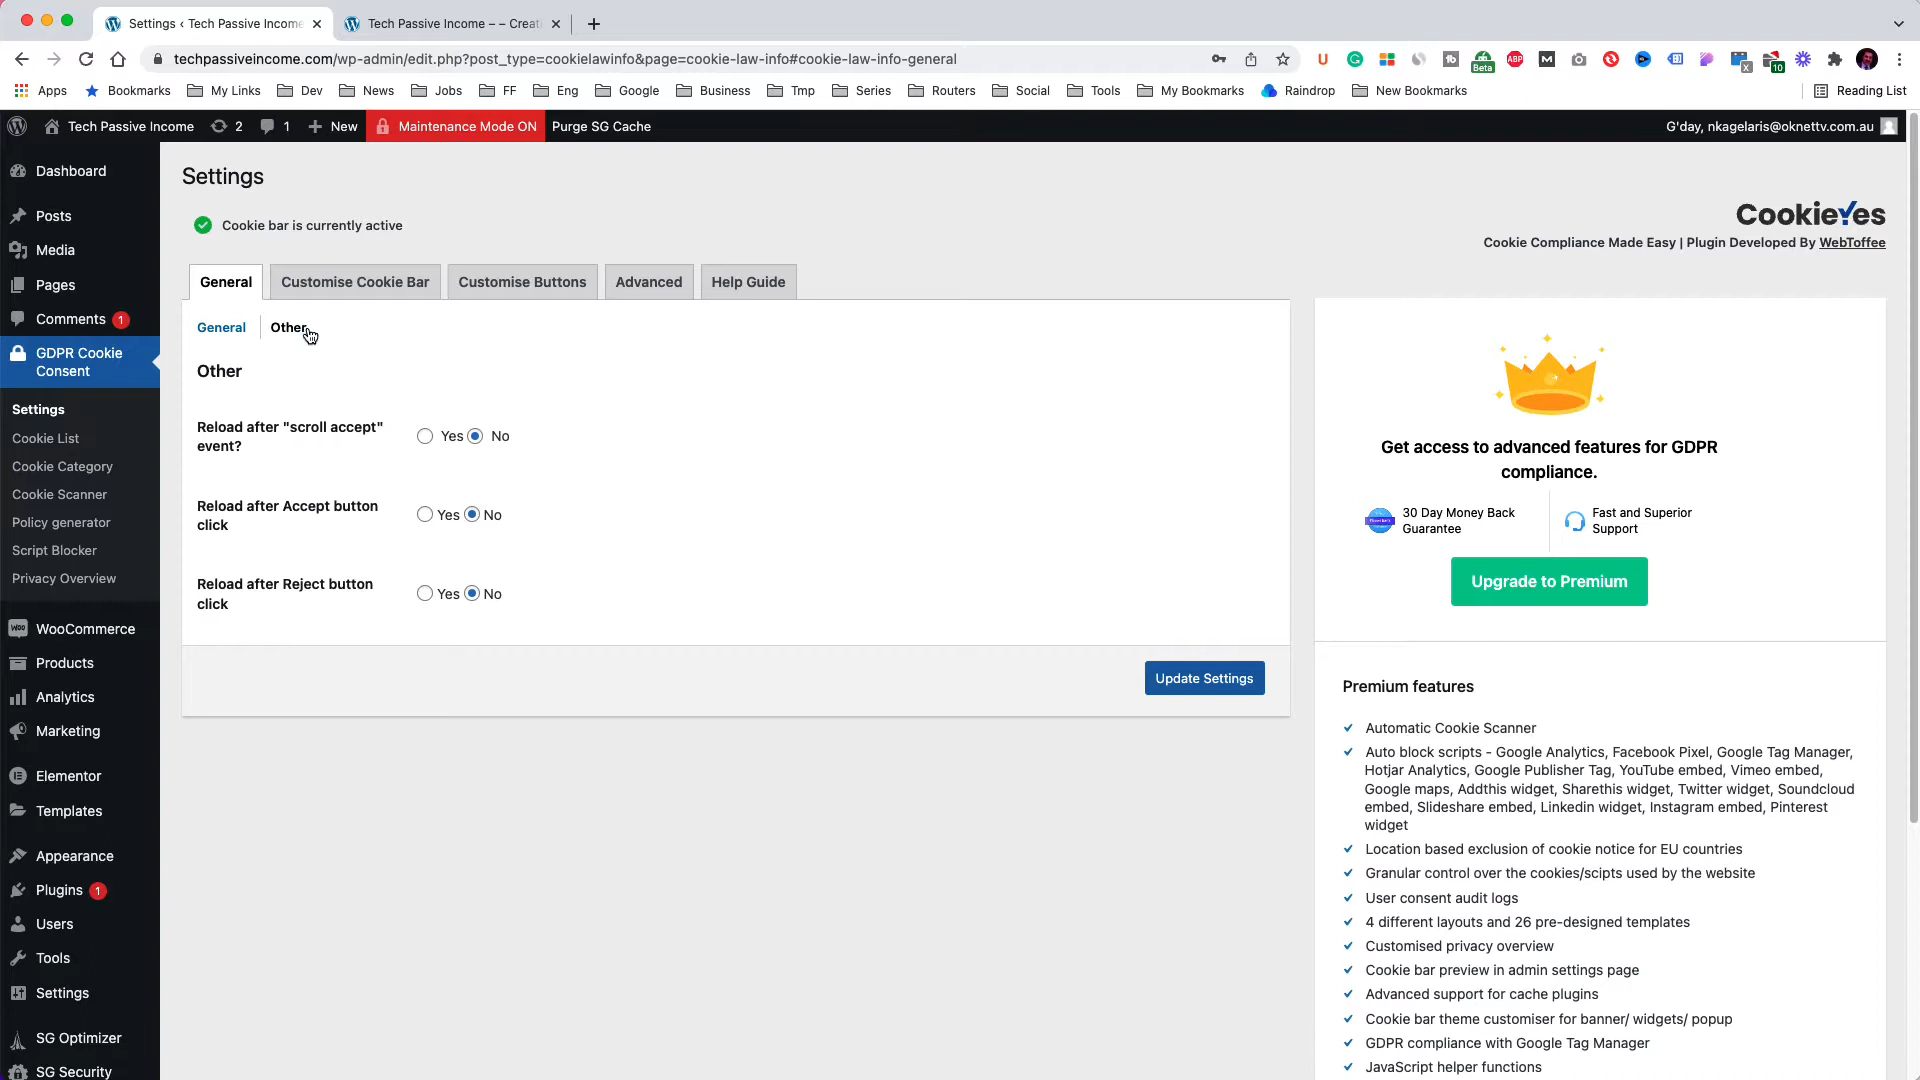 Settings ‹ Tech Passive Income
Tech Passive Income – – Creat
techpassiveincome.com/wp-admin/edit.php?post_type=cookielawinfo&page=cookie-law-info#cookie-law-info-general
U
16
Beta
ABP
M
X
10
Apps
Bookmarks
My Links
Dev
News
Jobs
FF
Eng
Google
Business
Tmp
Series
Routers
Social
Tools
My Bookmarks
Raindrop
New Bookmarks
Reading List
Tech Passive Income
2
1
New
Maintenance Mode ON
Purge SG Cache
G'day, nkagelaris@oknettv.com.au
Dashboard
Posts
Media
Pages
Comments 1
GDPR Cookie
Consent
Settings
Cookie List
Cookie Category
Cookie Scanner
Policy generator
Script Blocker
Privacy Overview
Woo WooCommerce
Products
Analytics
Marketing
Elementor
Templates
Appearance
Plugins 1
Users
Tools
Settings
SG Optimizer
SG Security
Settings
Cookie bar is currently active
CookieYes
Cookie Compliance Made Easy | Plugin Developed By WebToffee
General
Customise Cookie Bar
Customise Buttons
Advanced
Help Guide
General
Other
Other
Reload after "scroll accept"
event?
Yes No
Reload after Accept button
click
Yes No
Reload after Reject button
click
Yes No
Update Settings
Get access to advanced features for GDPR
compliance.
30 Day Money Back
Guarantee
Fast and Superior
Support
Upgrade to Premium
Premium features
Automatic Cookie Scanner
Auto block scripts - Google Analytics, Facebook Pixel, Google Tag Manager,
Hotjar Analytics, Google Publisher Tag, YouTube embed, Vimeo embed,
Google maps, Addthis widget, Sharethis widget, Twitter widget, Soundcloud
embed, Slideshare embed, Linkedin widget, Instagram embed, Pinterest
widget
Location based exclusion of cookie notice for EU countries
Granular control over the cookies/scipts used by the website
User consent audit logs
4 different layouts and 26 pre-designed templates
Customised privacy overview
Cookie bar preview in admin settings page
Advanced support for cache plugins
Cookie bar theme customiser for banner/ widgets/ popup
GDPR compliance with Google Tag Manager
JavaScript helper functions